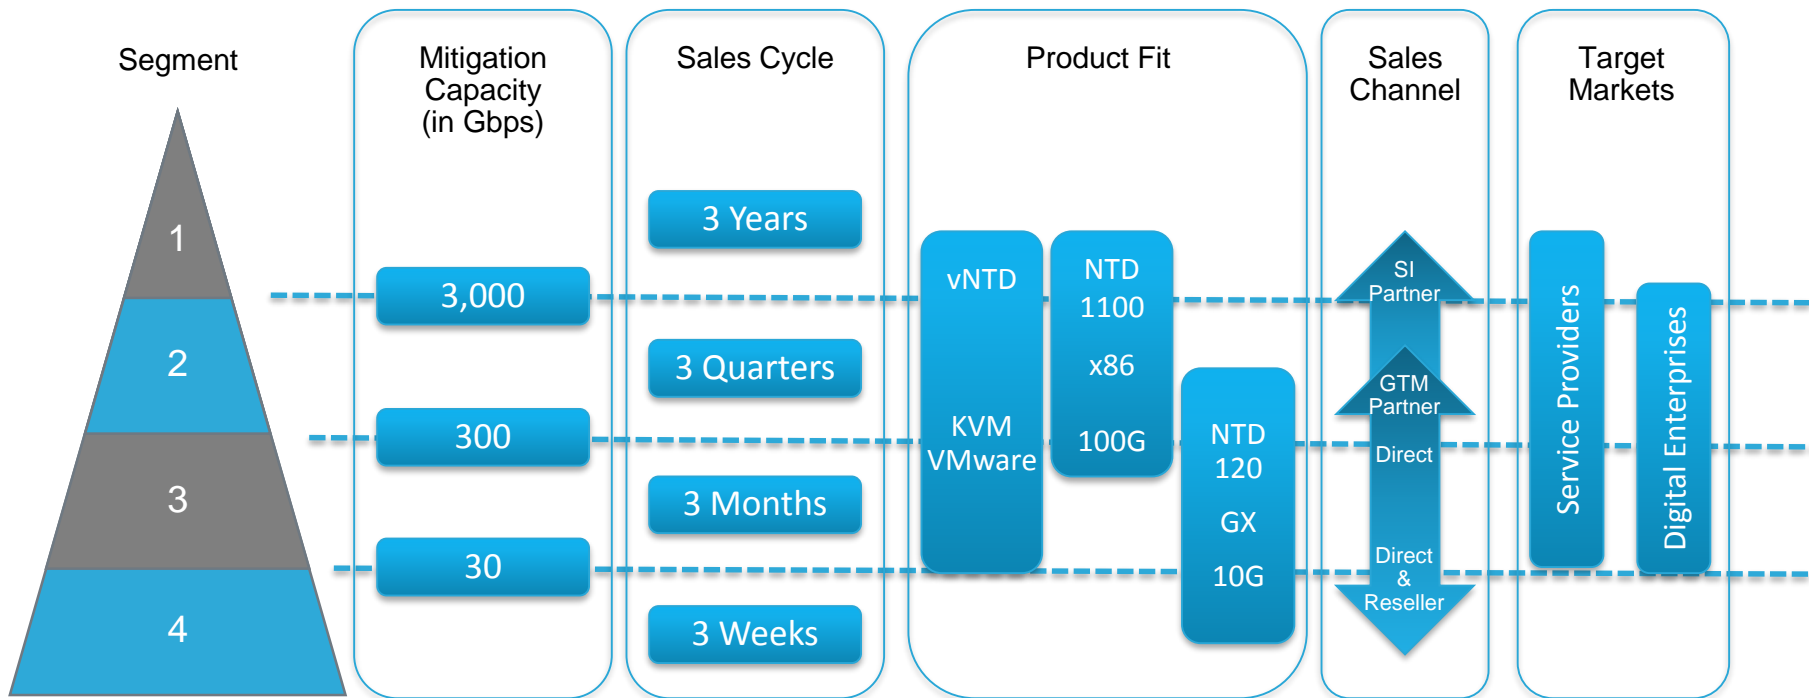 Segment
1
2
3
4
Mitigation
Capacity
(in Gbps)
3,000
300
30
Sales Cycle
3 Years
3 Quarters
3 Months
3 Weeks
Product Fit
vNTD
KVM
VMware
NTD
1100
x86
100G
NTD
120
GX
10G
Sales
Channel
SI
Partner
GTM
Partner
Direct
Direct
&
Reseller
Target
Markets
Service Providers
Digital Enterprises